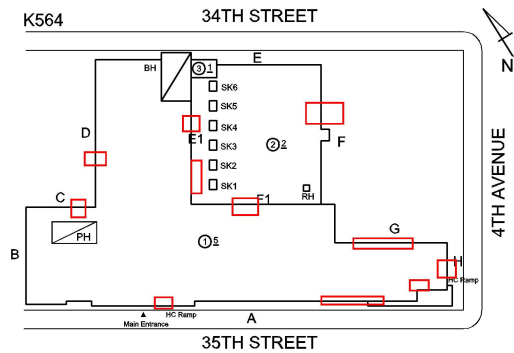 K564
34TH STREET
N
BH
3 1
E
SK6
SK5
SK4
SK3
SK2
SK1
E1
D
2 2
F
4TH AVENUE
C
RH
F1
PH
B
1 5
G
H
HC Ramp
HC Ramp
Main Entrance
A
35TH STREET